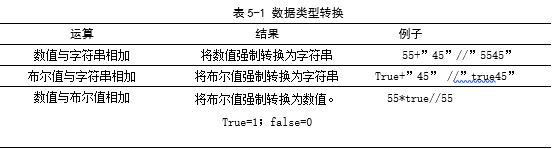 表5-1 数据类型转换
运算 结果 例子
数值与字符串相加 将数值强制转换为字符串 55+”45”//”5545”
布尔值与字符串相加 将布尔值强制转换为字符串 True+”45” //”true45”
数值与布尔值相加 将布尔值强制转换为数值。 55*true//55
True=1；false=0